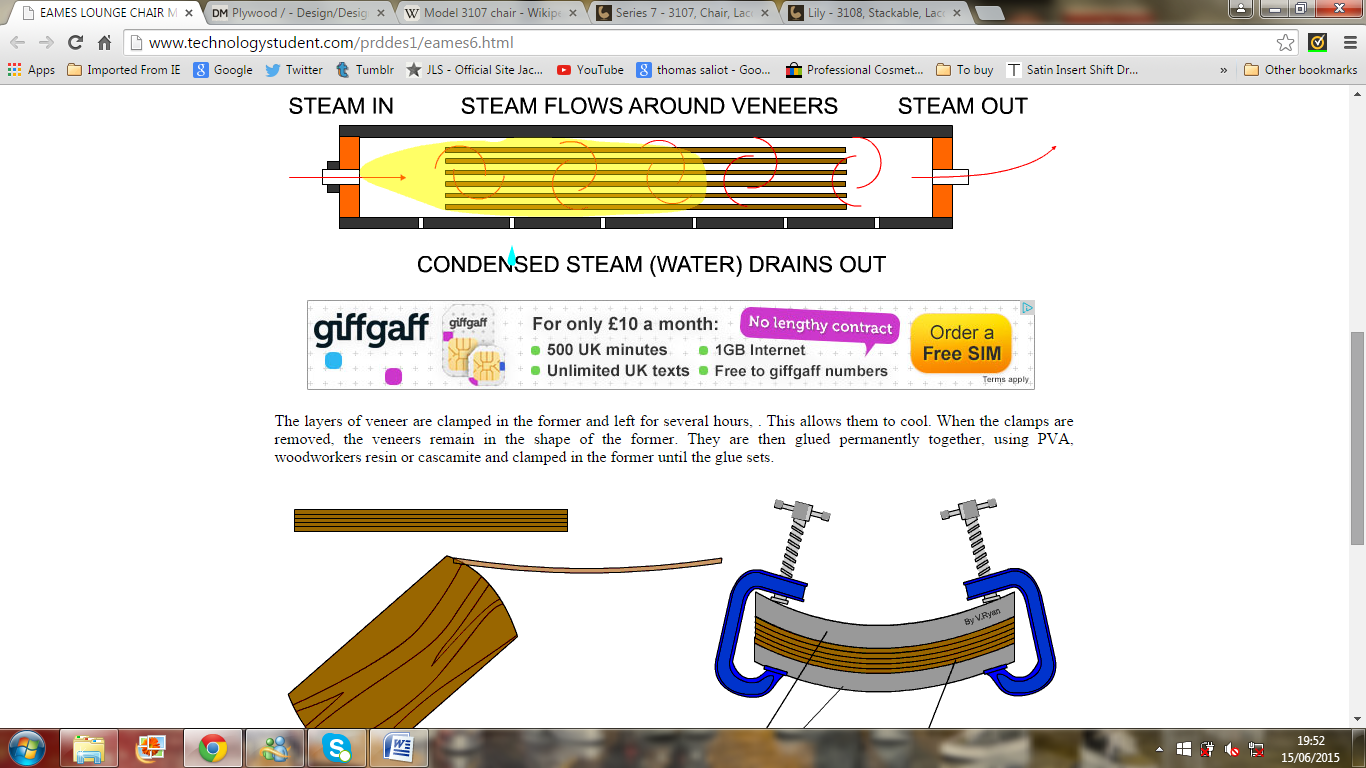 EAMES LOUNGE CHAIR M
Plywood / - Design/Desig
Model 3107 chair - Wikipe
Series 7 - 3107, Chair, Lac
Lily - 3108, Stackable, Lac
www.technologystudent.com/prddes1/eames6.html
Apps
Imported From IE
Google
Twitter
Tumblr
JLS - Official Site Jac...
YouTube
thomas saliot - Goo...
Professional Cosmet...
To buy
Satin Insert Shift Dr...
»
Other bookmarks
STEAM IN
STEAM FLOWS AROUND VENEERS
STEAM OUT
CONDENSED STEAM (WATER) DRAINS OUT
giffgaff
giffgaff
For only £10 a month:
500 UK minutes
1GB Internet
Unlimited UK texts
Free to giffgaff numbers
No lengthy contract
Order a
Free SIM
Terms apply
The layers of veneer are clamped in the former and left for several hours, . This allows them to cool. When the clamps are
removed, the veneers remain in the shape of the former. They are then glued permanently together, using PVA,
woodworkers resin or cascamite and clamped in the former until the glue sets.
By V.Ryan
19:52
15/06/2015